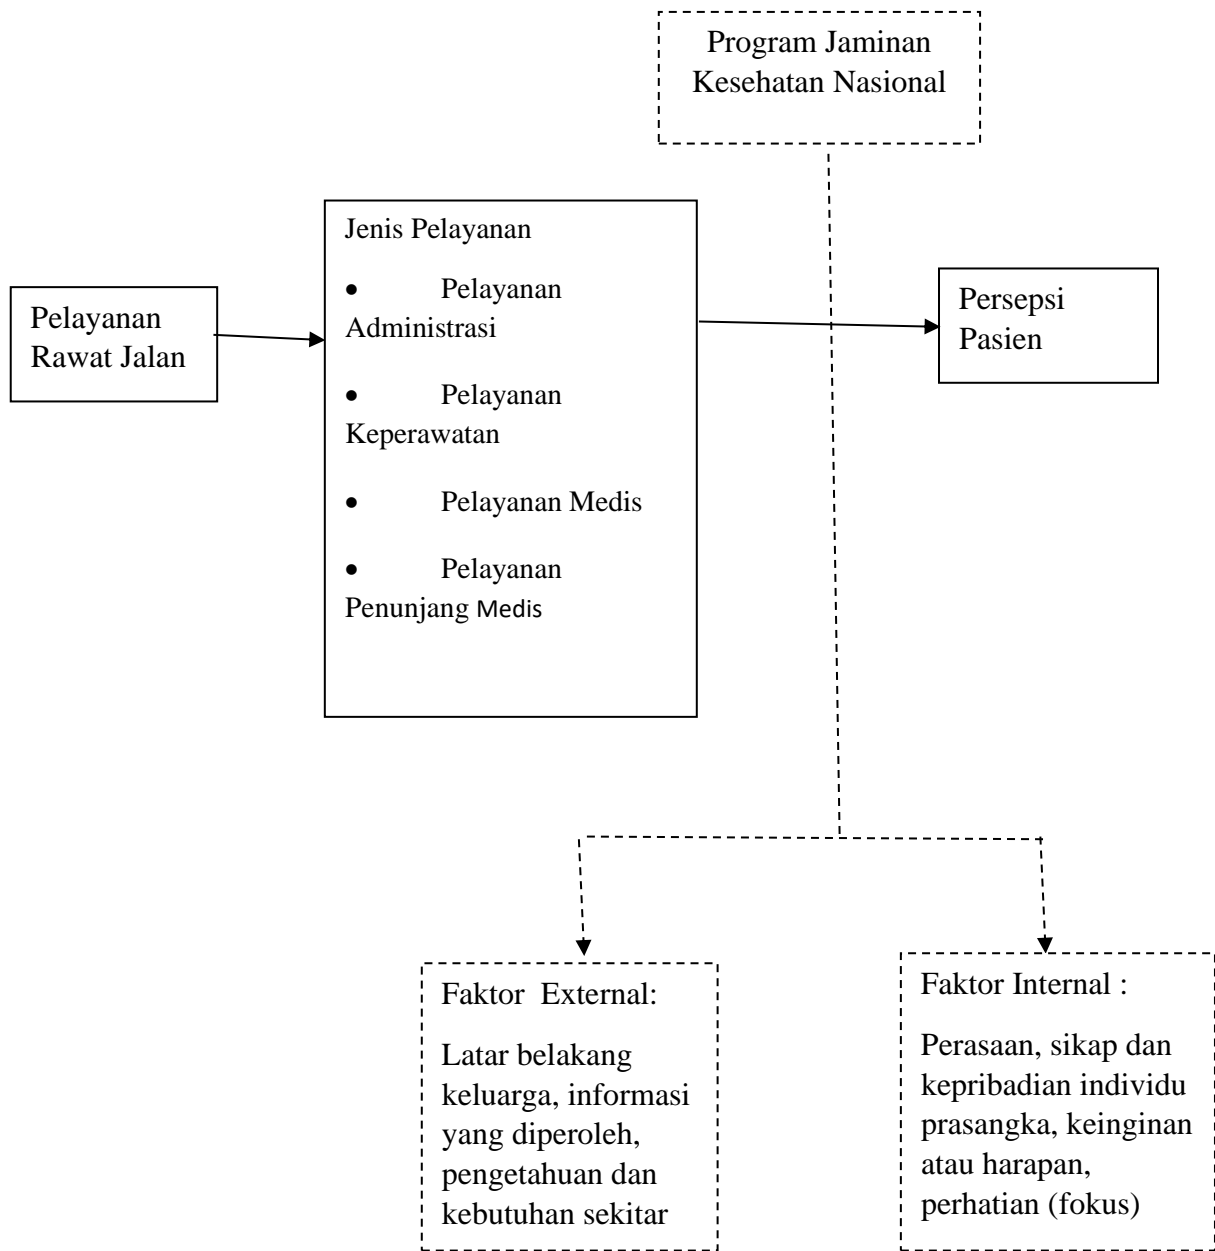 Program Jaminan
Kesehatan Nasional
Jenis Pelayanan
• Pelayanan
Administrasi
• Pelayanan
Keperawatan
• Pelayanan Medis
• Pelayanan
Penunjang Medis
Pelayanan
Rawat Jalan
Persepsi
Pasien
Faktor External:
Latar belakang
keluarga, informasi
yang diperoleh,
pengetahuan dan
kebutuhan sekitar
Faktor Internal :
Perasaan, sikap dan
kepribadian individu
prasangka, keinginan
atau harapan,
perhatian (fokus)